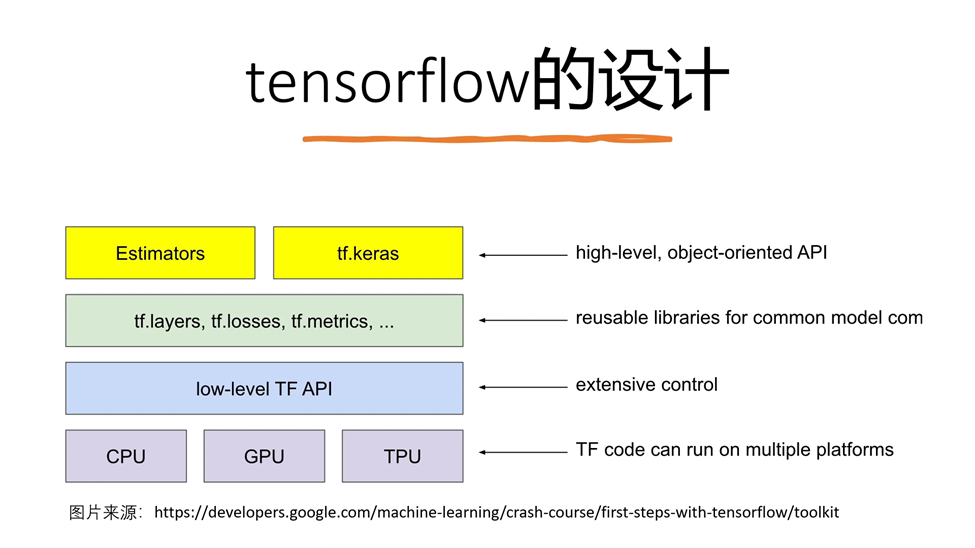 tensorflow的设计
Estimators
tf.keras
high-level, object-oriented API
tf.layers, tf.losses, tf.metrics, ...
reusable libraries for common model com
low-level TF API
extensive control
CPU
GPU
TPU
TF code can run on multiple platforms
图片来源：https://developers.google.com/machine-learning/crash-course/first-steps-with-tensorflow/toolkit